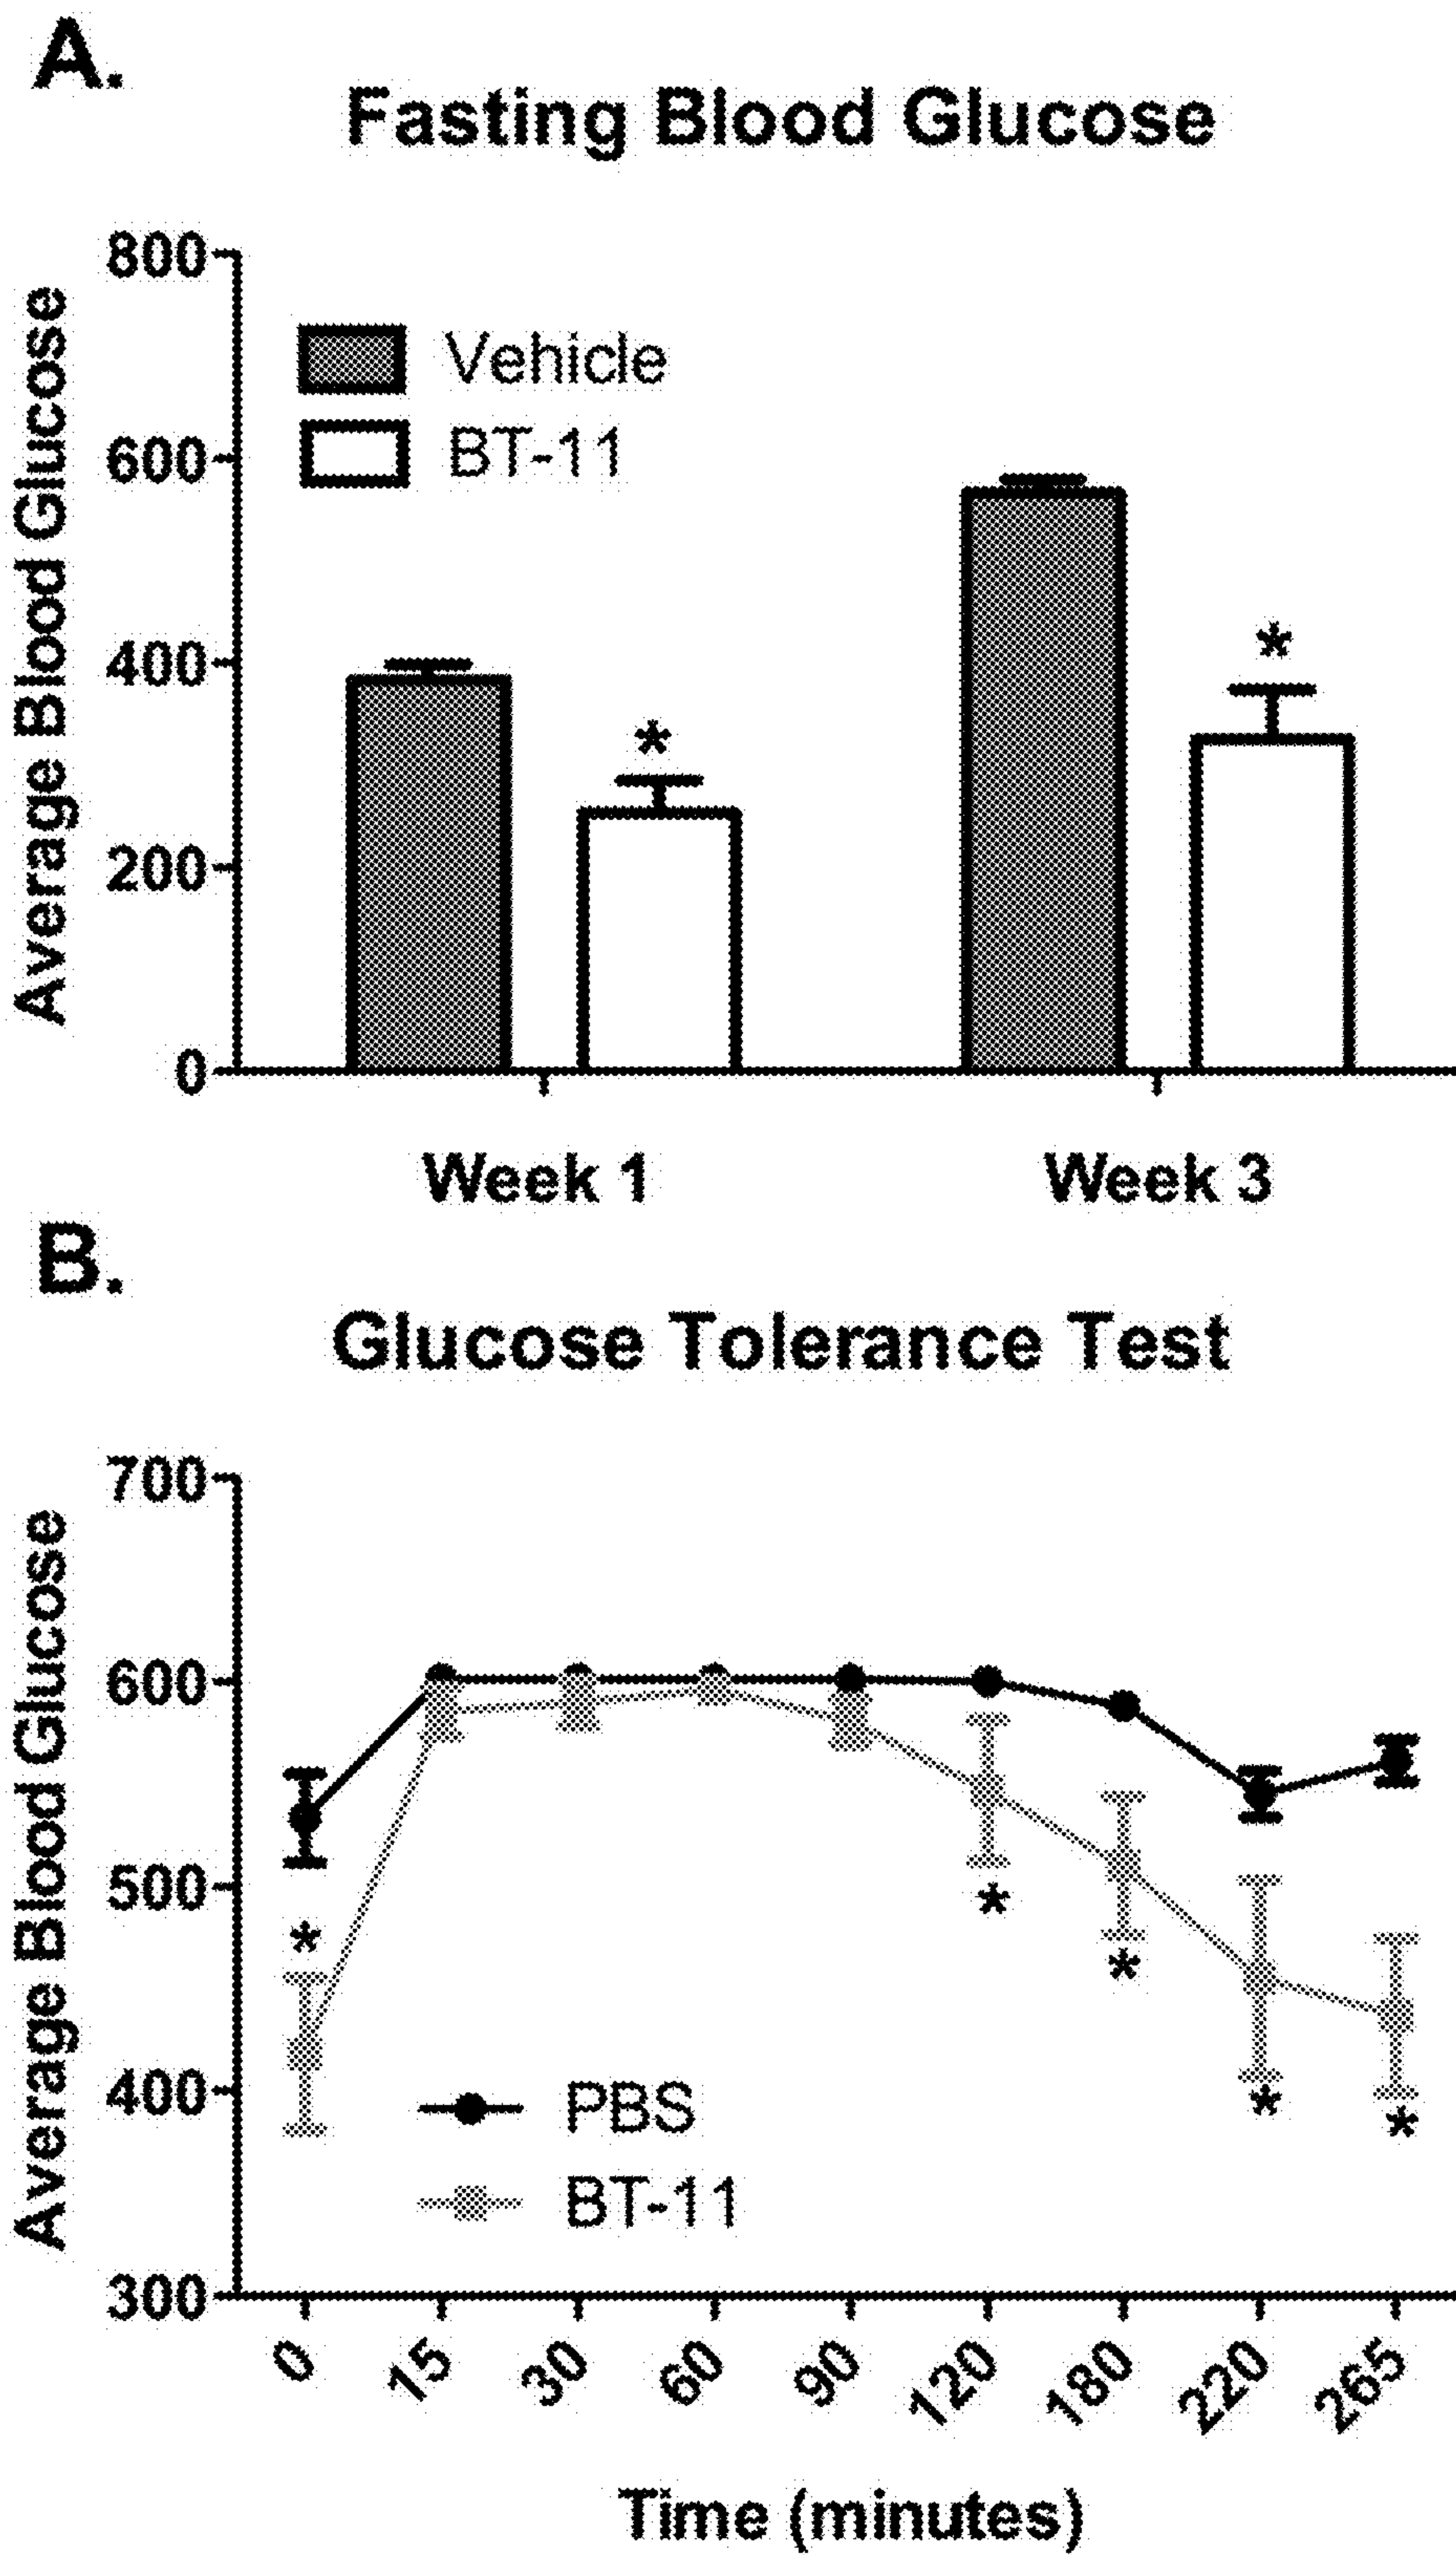 A.
Fasting Blood Glucose
Average Blood Glucose
800
600
400
200
0
Vehicle
BT-11
*
*
Week 1
Week 3
B.
Glucose Tolerance Test
Average Blood Glucose
700
600
500
400
300
*
*
*
*
*
PBS
BT-11
0
15
30
60
90
120
180
220
265
Time (minutes)